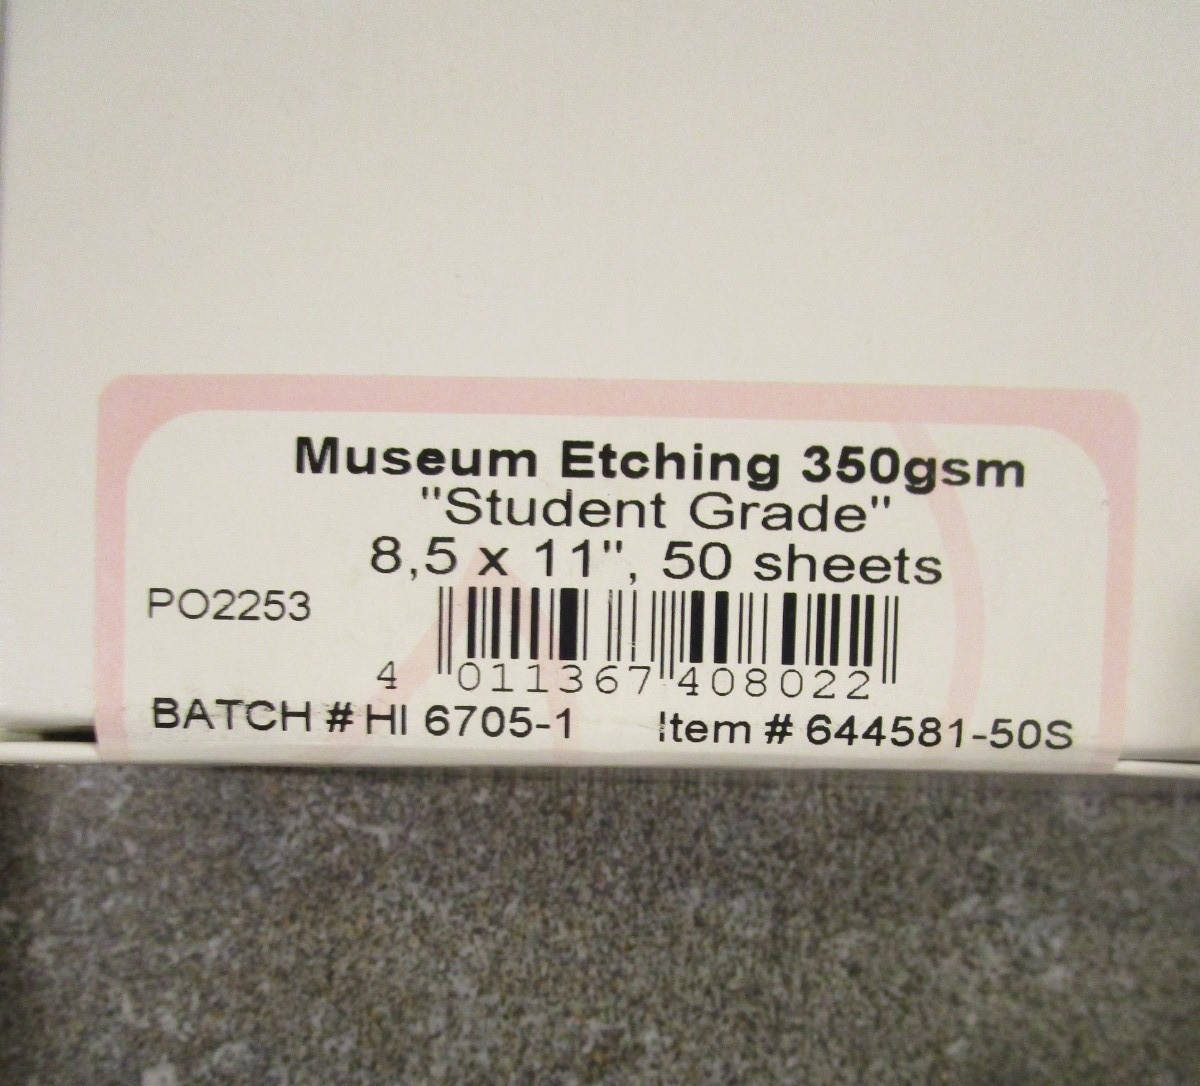 Museum Etching 350gsm
"Student Grade"
8,5 x 11", 50 sheets
PO2253
4 011367 408022
BATCH # HI 6705-1 Item # 644581-50S